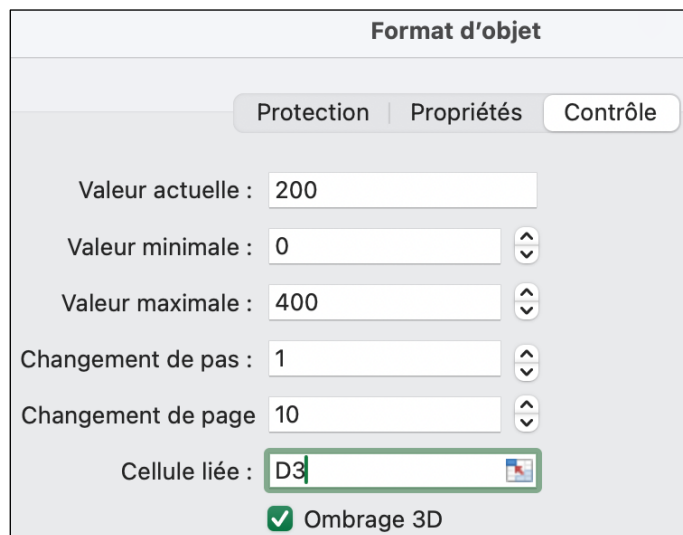 Format d’objet
Protection Propriétés Contrôle
Valeur actuelle : 200
Valeur minimale : 0
Valeur maximale : 400
Changement de pas : 1
Changement de page 10
Cellule liée : D3
Ombrage 3D